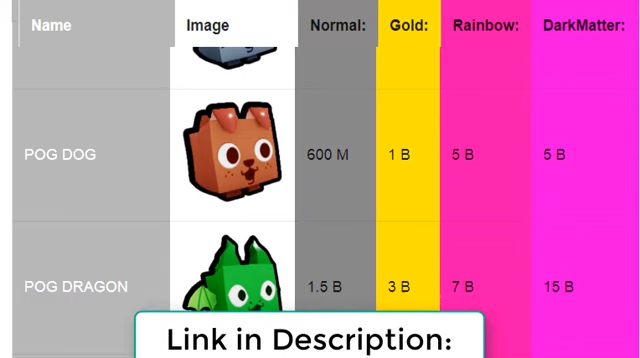 Name Image Normal: Gold: Rainbow: DarkMatter:
POG DOG 600 M 1 B 5 B 5 B
POG DRAGON 1.5 B 3 B 7 B 15 B
Link in Description: